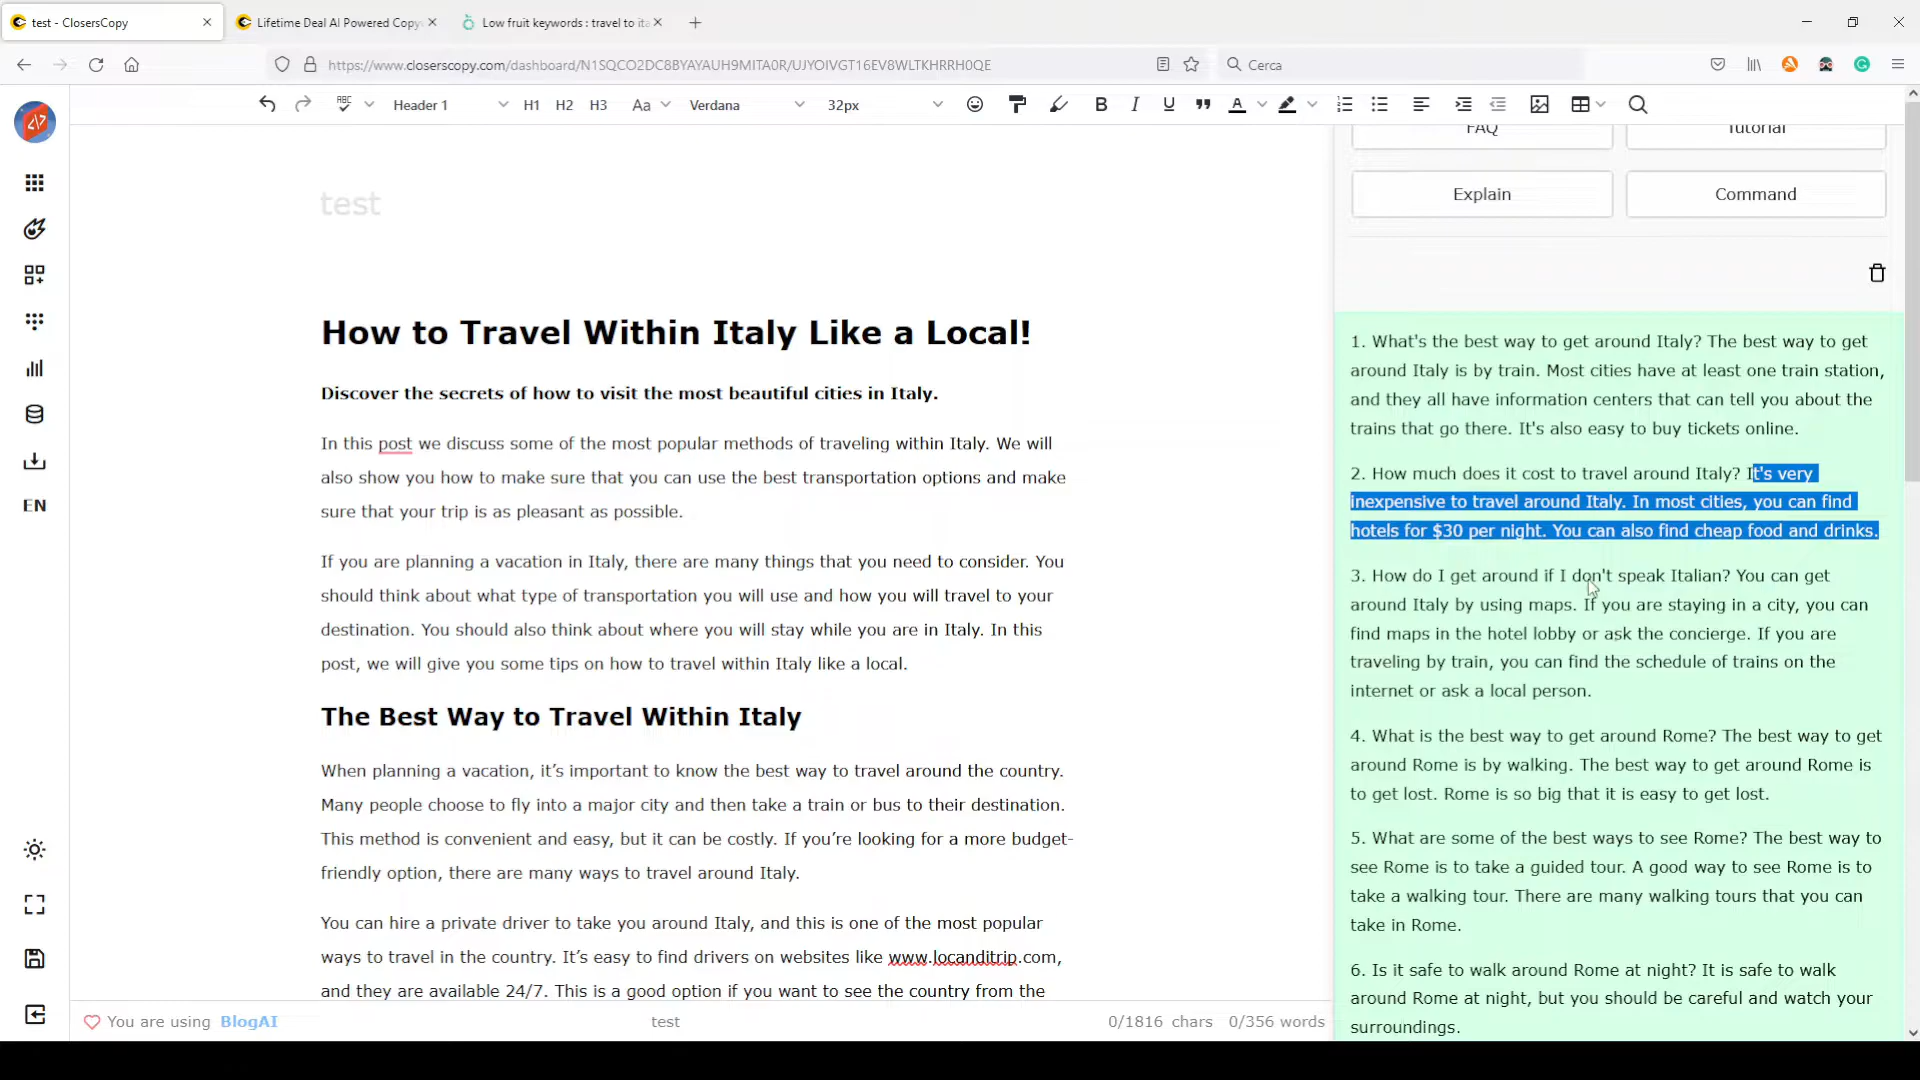 test - ClosersCopy
Lifetime Deal AI Powered Copy
Low fruit keywords : travel to ita
https://www.closerscopy.com/dashboard/N1SQCO2DC8BYAYAUH9MITA0R/UJYOIVGT16EV8WLTKHRRH0QE
Cerca
ABC
Header 1
H1 H2 H3
Aa
Verdana
32px
B I U A
FAQ
Tutorial
Explain
Command
EN
test
How to Travel Within Italy Like a Local!
Discover the secrets of how to visit the most beautiful cities in Italy.
In this post we discuss some of the most popular methods of traveling within Italy. We will
also show you how to make sure that you can use the best transportation options and make
sure that your trip is as pleasant as possible.
If you are planning a vacation in Italy, there are many things that you need to consider. You
should think about what type of transportation you will use and how you will travel to your
destination. You should also think about where you will stay while you are in Italy. In this
post, we will give you some tips on how to travel within Italy like a local.
The Best Way to Travel Within Italy
When planning a vacation, it’s important to know the best way to travel around the country.
Many people choose to fly into a major city and then take a train or bus to their destination.
This method is convenient and easy, but it can be costly. If you’re looking for a more budget-
friendly option, there are many ways to travel around Italy.
You can hire a private driver to take you around Italy, and this is one of the most popular
ways to travel in the country. It’s easy to find drivers on websites like www.locanditrip.com,
and they are available 24/7. This is a good option if you want to see the country from the
1. What's the best way to get around Italy? The best way to get
around Italy is by train. Most cities have at least one train station,
and they all have information centers that can tell you about the
trains that go there. It's also easy to buy tickets online.
2. How much does it cost to travel around Italy? It's very
inexpensive to travel around Italy. In most cities, you can find
hotels for $30 per night. You can also find cheap food and drinks.
3. How do I get around if I don't speak Italian? You can get
around Italy by using maps. If you are staying in a city, you can
find maps in the hotel lobby or ask the concierge. If you are
traveling by train, you can find the schedule of trains on the
internet or ask a local person.
4. What is the best way to get around Rome? The best way to get
around Rome is by walking. The best way to get around Rome is
to get lost. Rome is so big that it is easy to get lost.
5. What are some of the best ways to see Rome? The best way to
see Rome is to take a guided tour. A good way to see Rome is to
take a walking tour. There are many walking tours that you can
take in Rome.
6. Is it safe to walk around Rome at night? It is safe to walk
around Rome at night, but you should be careful and watch your
surroundings.
You are using BlogAI
test
0/1816 chars 0/356 words